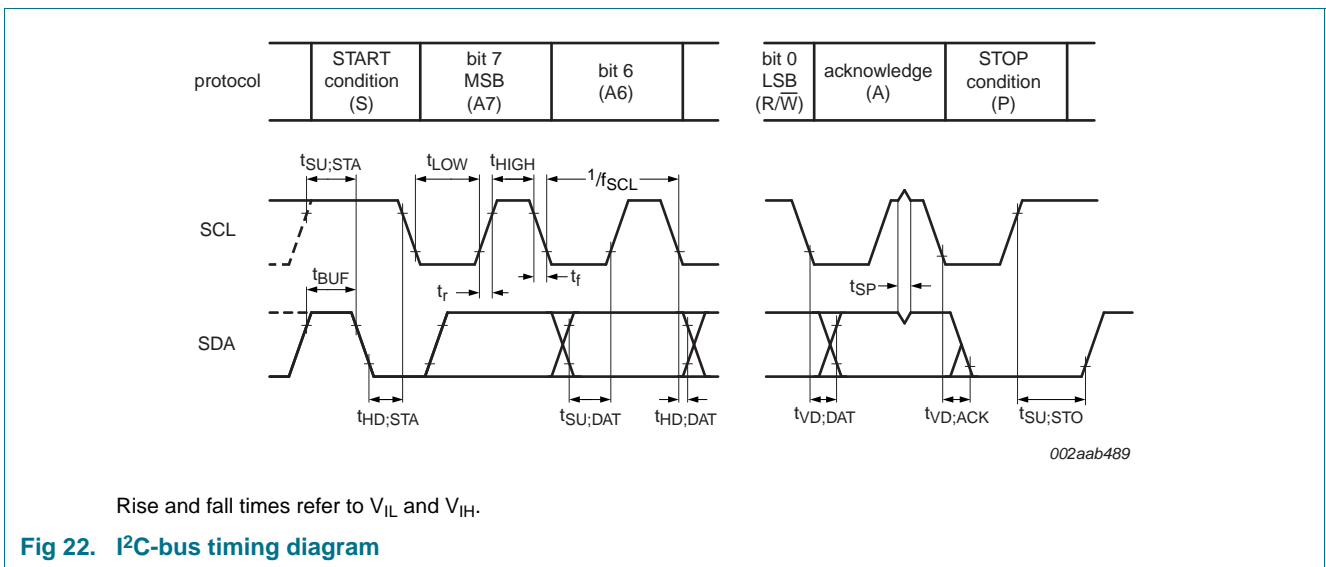 protocol
START
condition
(S)
bit 7
MSB
(A7)
bit 6
(A6)
bit 0
LSB
(R/W̅)
acknowledge
(A)
STOP
condition
(P)
tSU;STA
tLOW
tHIGH
1/fSCL
SCL
tBUF
tr
tf
tSP
SDA
tHD;STA
tSU;DAT
tHD;DAT
tVD;DAT
tVD;ACK
tSU;STO
002aab489
Rise and fall times refer to VIL and VIH.
Fig 22. I²C-bus timing diagram